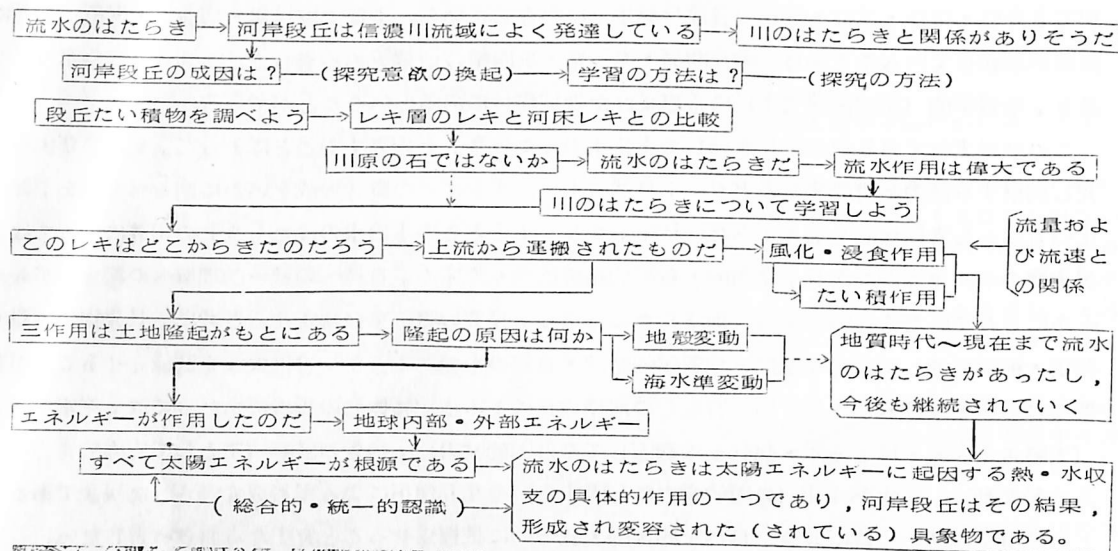 流水のはたらき
河岸段丘は信濃川流域によく発達している
川のはたらきと関係がありそうだ
河岸段丘の成因は?
(探究意欲の換起)
学習の方法は?
(探究の方法)
段丘たい積物を調べよう
レキ層のレキと河床レキとの比較
川原の石ではないか
流水のはたらきだ
流水作用は偉大である
川のはたらきについて学習しよう
このレキはどこからきたのだろう
上流から運搬されたものだ
風化・浸食作用
たい積作用
流量およ
び流速と
の関係
三作用は土地隆起がもとにある
隆起の原因は何か
地殻変動
海水準変動
地質時代~現在まで流水
のはたらきがあったし,
今後も継続されていく
エネルギーが作用したのだ
地球内部・外部エネルギー
すべて太陽エネルギーが根源である
(総合的・統一的認識)
流水のはたらきは太陽エネルギーに起因する熱・水収
支の具体的作用の一つであり,河岸段丘はその結果,
形成され変容された(されている)具象物である。